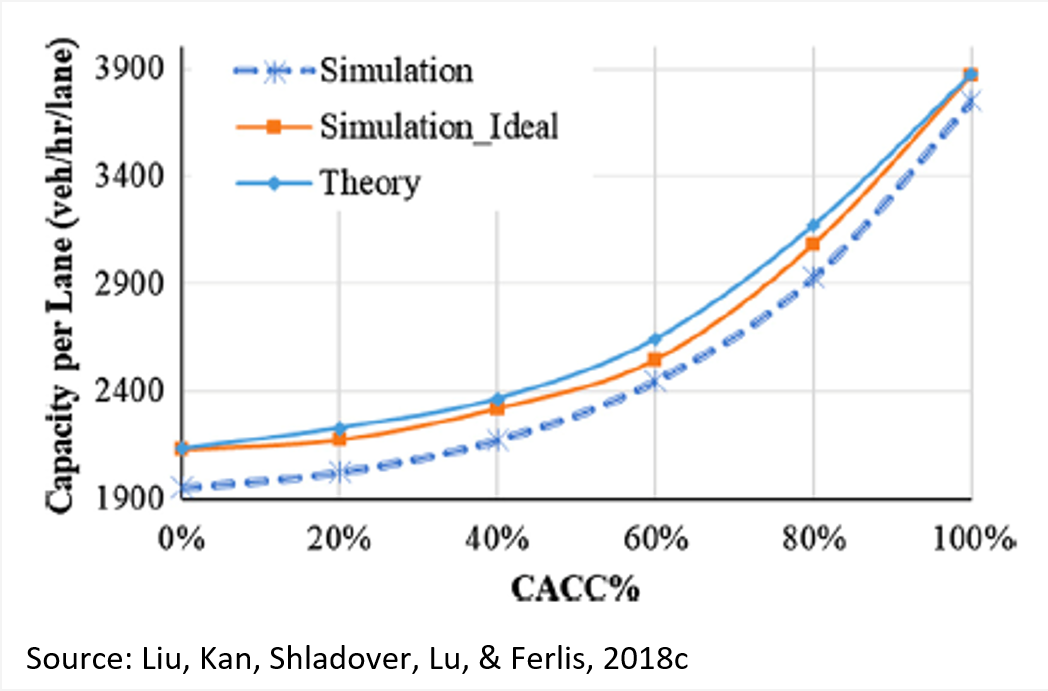 Capacity per Lane (veh/hr/lane)
3900
3400
2900
2400
1900
Simulation
Simulation_Ideal
Theory
0% 20% 40% 60% 80% 100%
CACC%
Source: Liu, Kan, Shladover, Lu, & Ferlis, 2018c